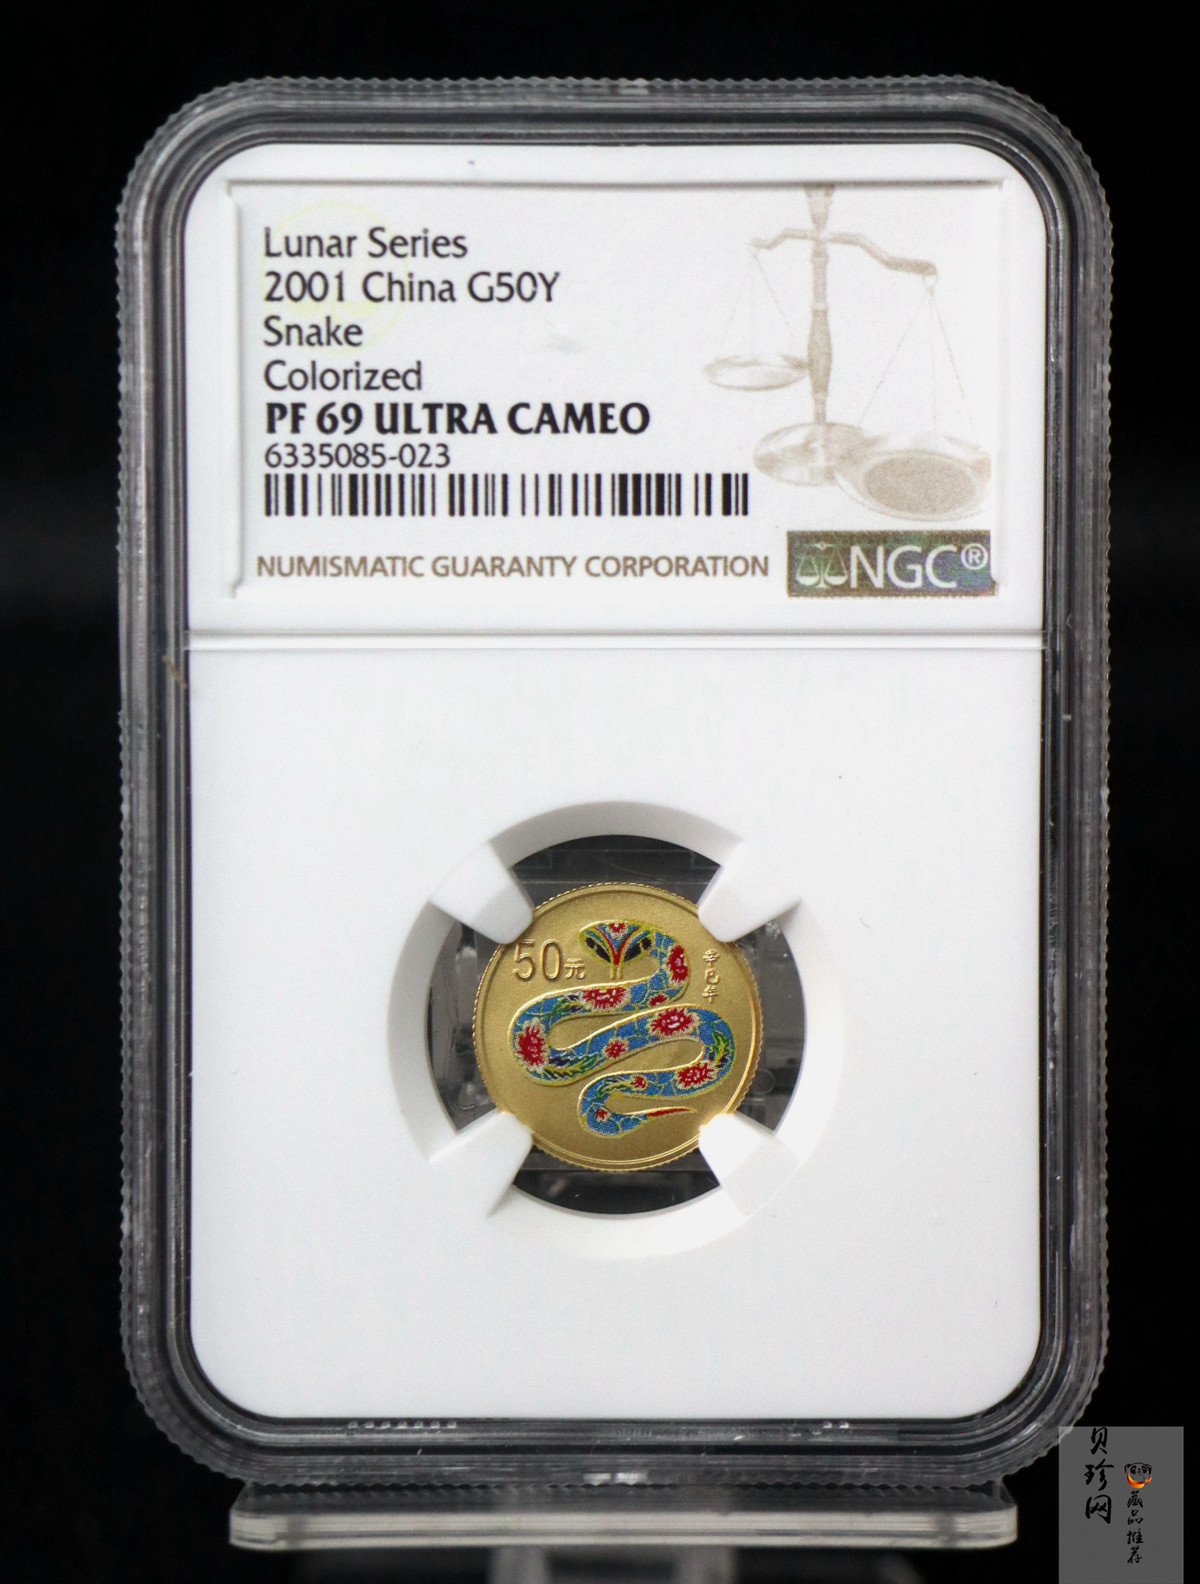 Lunar Series
2001 China G50Y
Snake
Colorized
PF 69 ULTRA CAMEO
6335085-023
NUMISMATIC GUARANTY CORPORATION
NGC®
50元
辛巳年
贝珍网
藏品推荐